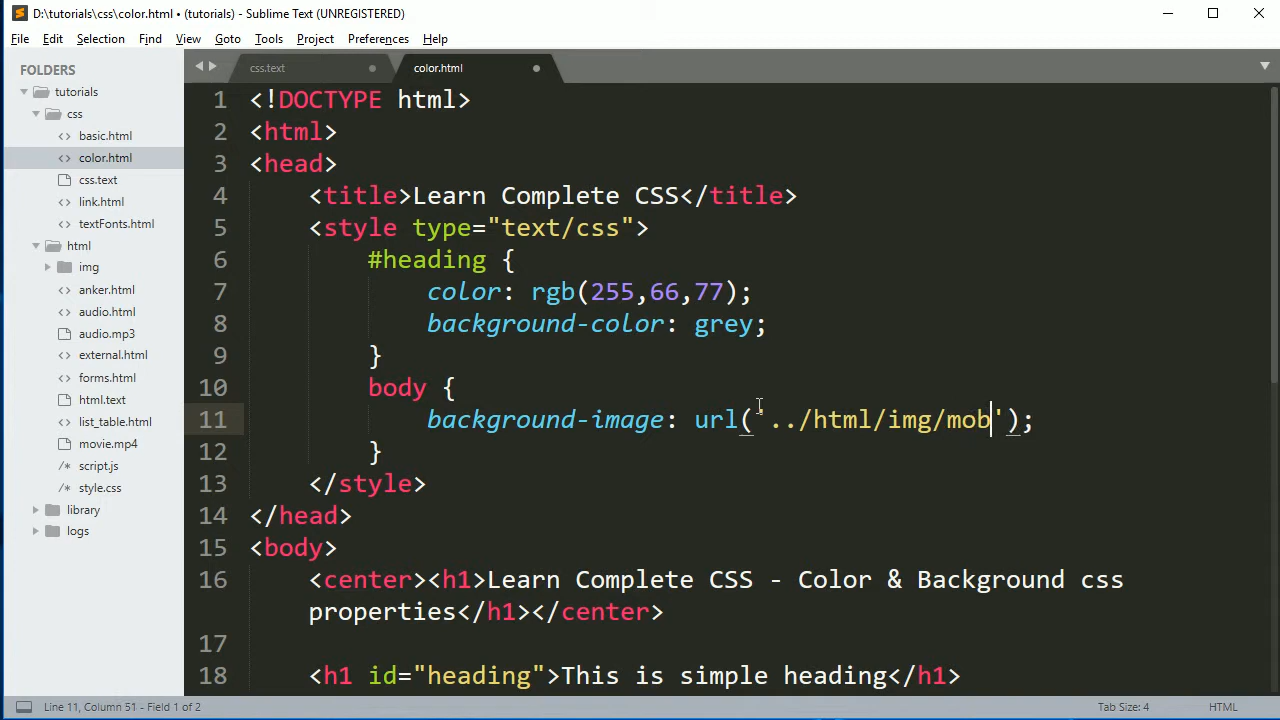 D:\tutorials\css\color.html • (tutorials) - Sublime Text (UNREGISTERED)
File Edit Selection Find View Goto Tools Project Preferences Help
FOLDERS
tutorials
css
basic.html
color.html
css.text
link.html
textFonts.html
html
img
anker.html
audio.html
audio.mp3
external.html
forms.html
html.text
list_table.html
movie.mp4
script.js
style.css
library
logs
css.text
color.html
1 <!DOCTYPE html>
2 <html>
3 <head>
4 <title>Learn Complete CSS</title>
5 <style type="text/css">
6 #heading {
7 color: rgb(255,66,77);
8 background-color: grey;
9 }
10 body {
11 background-image: url('../html/img/mob');
12 }
13 </style>
14 </head>
15 <body>
16 <center><h1>Learn Complete CSS - Color & Background css
properties</h1></center>
17
18 <h1 id="heading">This is simple heading</h1>
Line 11, Column 51 - Field 1 of 2
Tab Size: 4
HTML